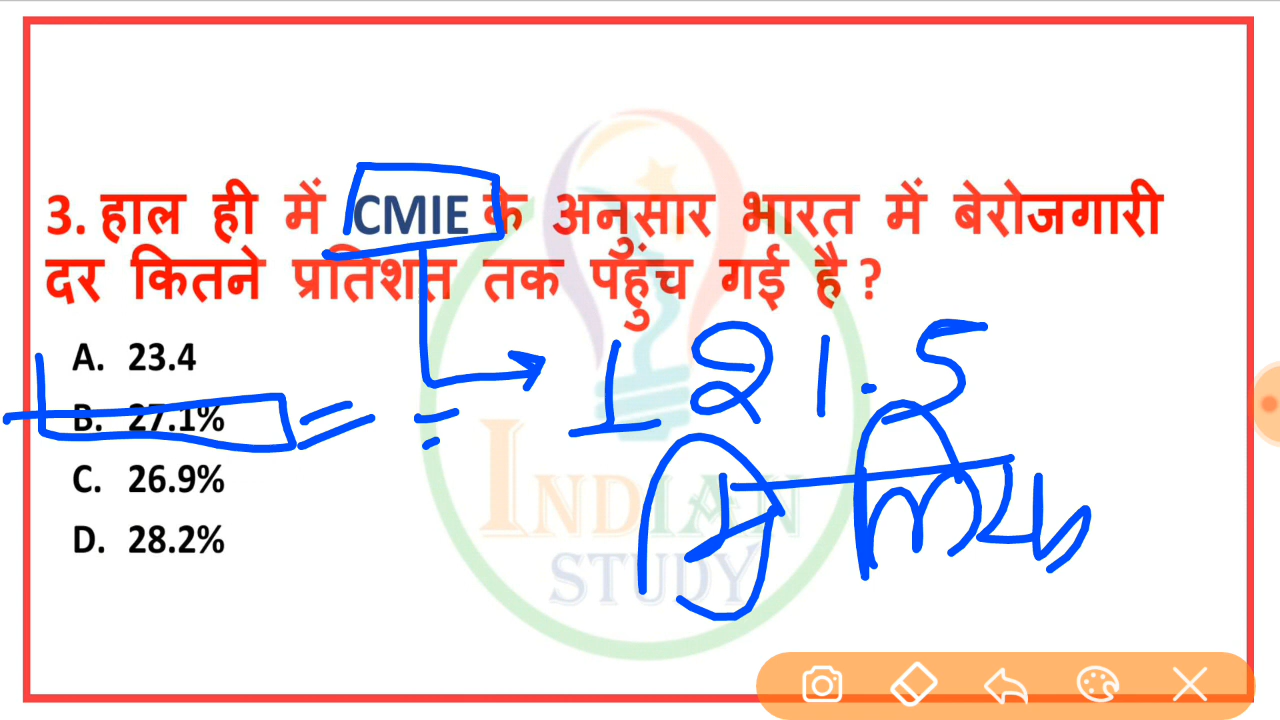 3. हाल ही में CMIE के अनुसार भारत में बेरोजगारी
दर कितने प्रतिशत तक पहुंच गई है ?
A. 23.4
B. 27.1%
C. 26.9%
D. 28.2%
1 21.5
INDIAN
STUDY